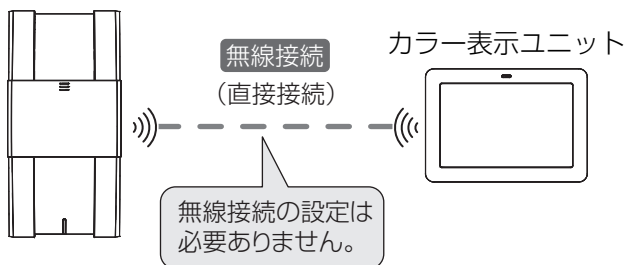 無線接続
（直接接続）
カラー表示ユニット
無線接続の設定は
必要ありません。